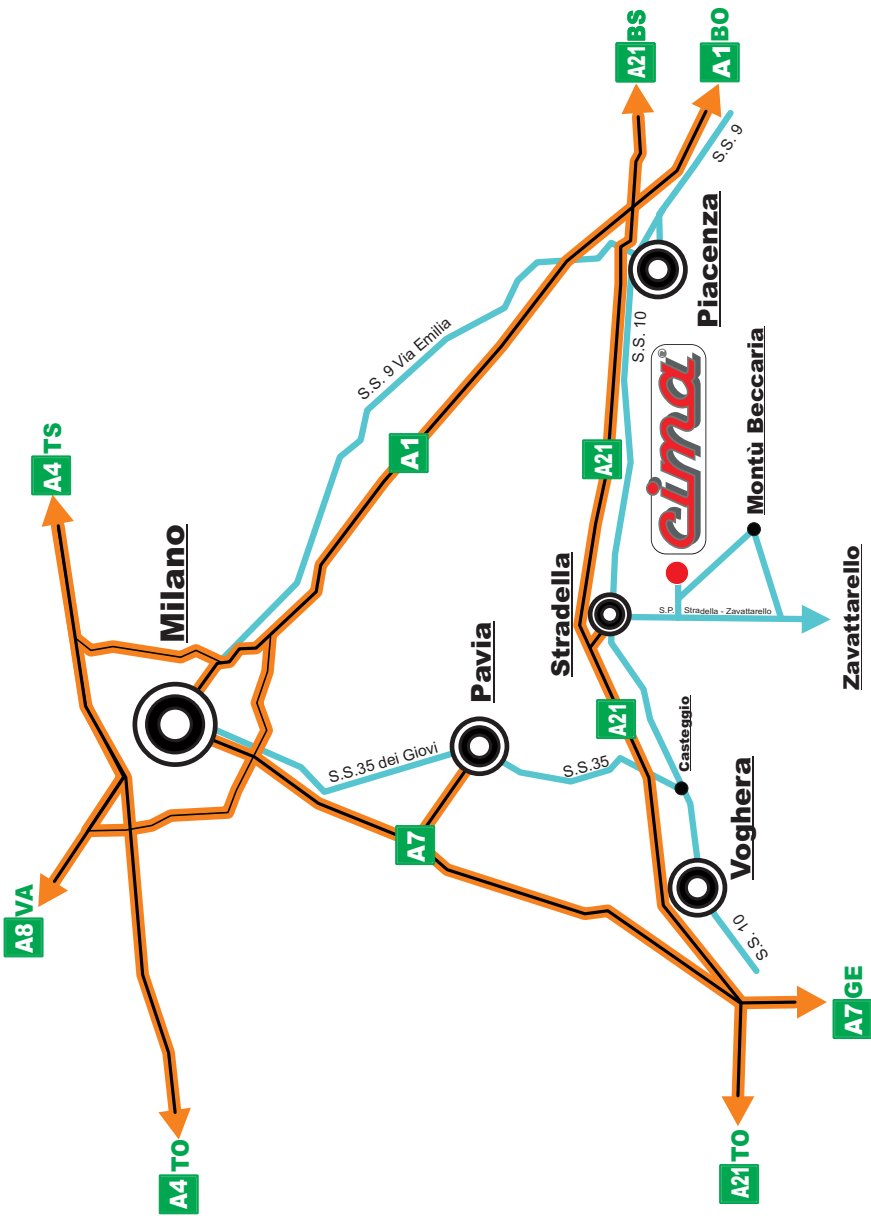 A4 TS
A8 VA
A4 TO
Milano
S.S. 9 Via Emilia
A1
S.S.35 dei Giovi
Pavia
A7
S.S.35
A21 BS
A1 BO
S.S. 9
Piacenza
S.S. 10
A21
cima®
Stradella
A21
S.P. Stradella - Zavattarello
Montù Beccaria
Casteggio
Voghera
S.S. 10
Zavattarello
A21 TO
A7 GE